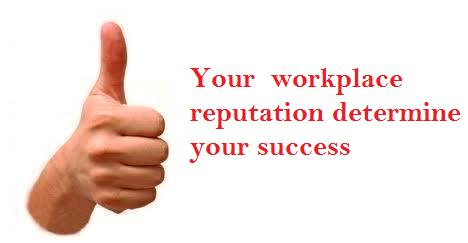 Your  workplace
reputation determine
your success